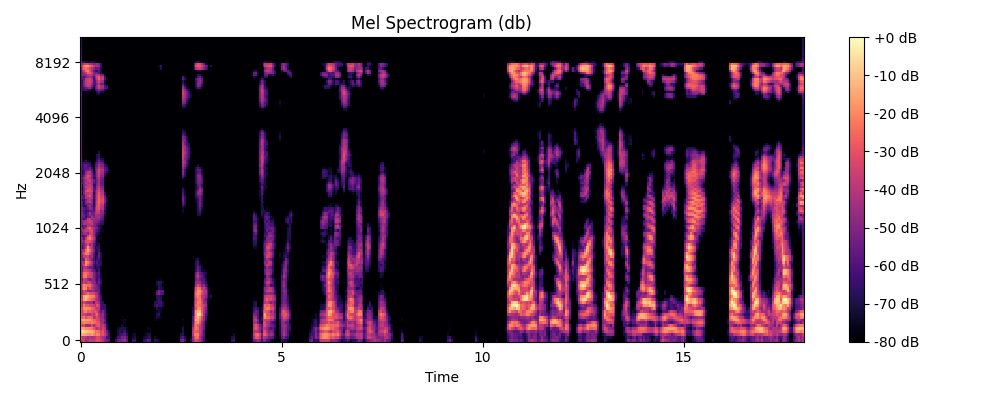 Mel Spectrogram (db)
8192
4096
2048
1024
512
0
Hz
0 5 10 15
Time
+0 dB
-10 dB
-20 dB
-30 dB
-40 dB
-50 dB
-60 dB
-70 dB
-80 dB